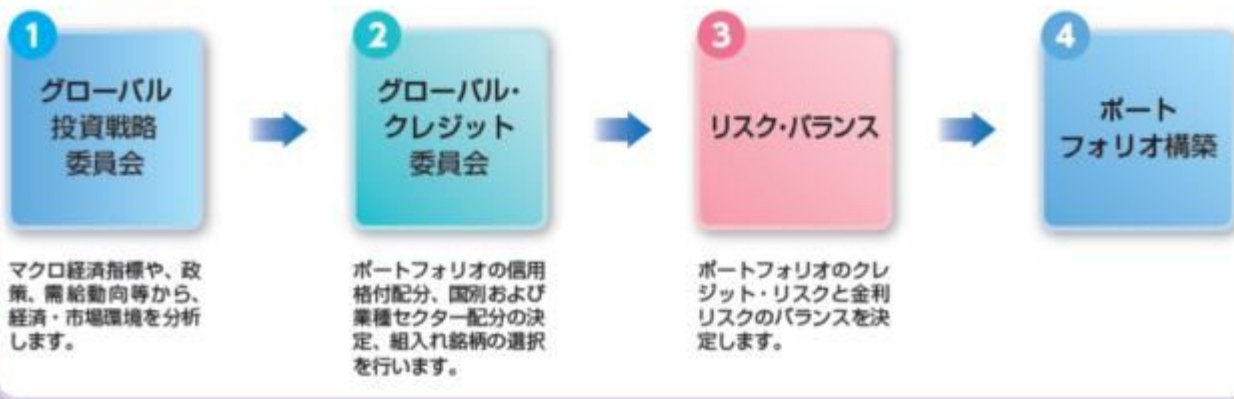 1
グローバル
投資戦略
委員会
マクロ経済指標や、政
策、需給動向等から、
経済・市場環境を分析
します。
2
グローバル・
クレジット
委員会
ポートフォリオの信用
格付配分、国別および
業種セクター配分の決
定、組入れ銘柄の選択
を行います。
3
リスク・バランス
ポートフォリオのクレ
ジット・リスクと金利
リスクのバランスを決
定します。
4
ポート
フォリオ構築